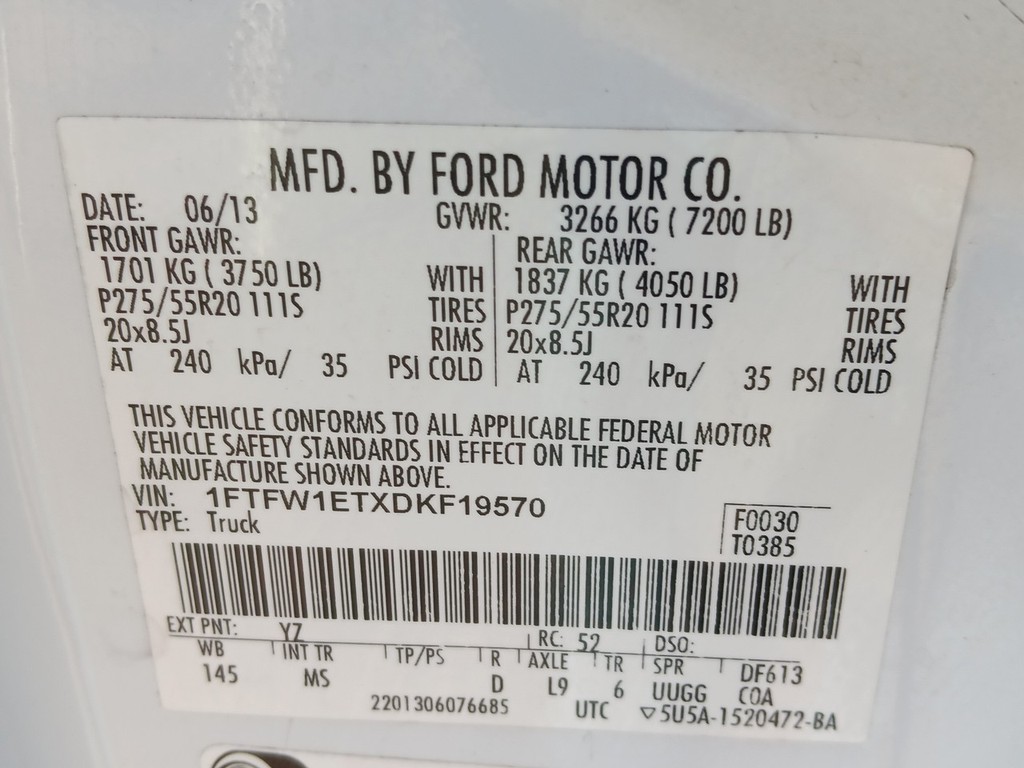 MFD. BY FORD MOTOR CO.
DATE: 06/13 GVWR: 3266 KG ( 7200 LB)
FRONT GAWR: REAR GAWR:
1701 KG ( 3750 LB) WITH 1837 KG ( 4050 LB) WITH
P275/55R20 111S TIRES P275/55R20 111S TIRES
20x8.5J RIMS 20x8.5J RIMS
AT 240 kPa/ 35 PSI COLD AT 240 kPa/ 35 PSI COLD
THIS VEHICLE CONFORMS TO ALL APPLICABLE FEDERAL MOTOR
VEHICLE SAFETY STANDARDS IN EFFECT ON THE DATE OF
MANUFACTURE SHOWN ABOVE.
VIN: 1FTFW1ETXDKF19570
TYPE: Truck F0030
T0385
EXT PNT: YZ RC: 52 DSO:
WB INT TR TP/PS R AXLE TR SPR DF613
145 MS D L9 6 UUGG COA
2201306076685 UTC ▽5U5A-1520472-BA